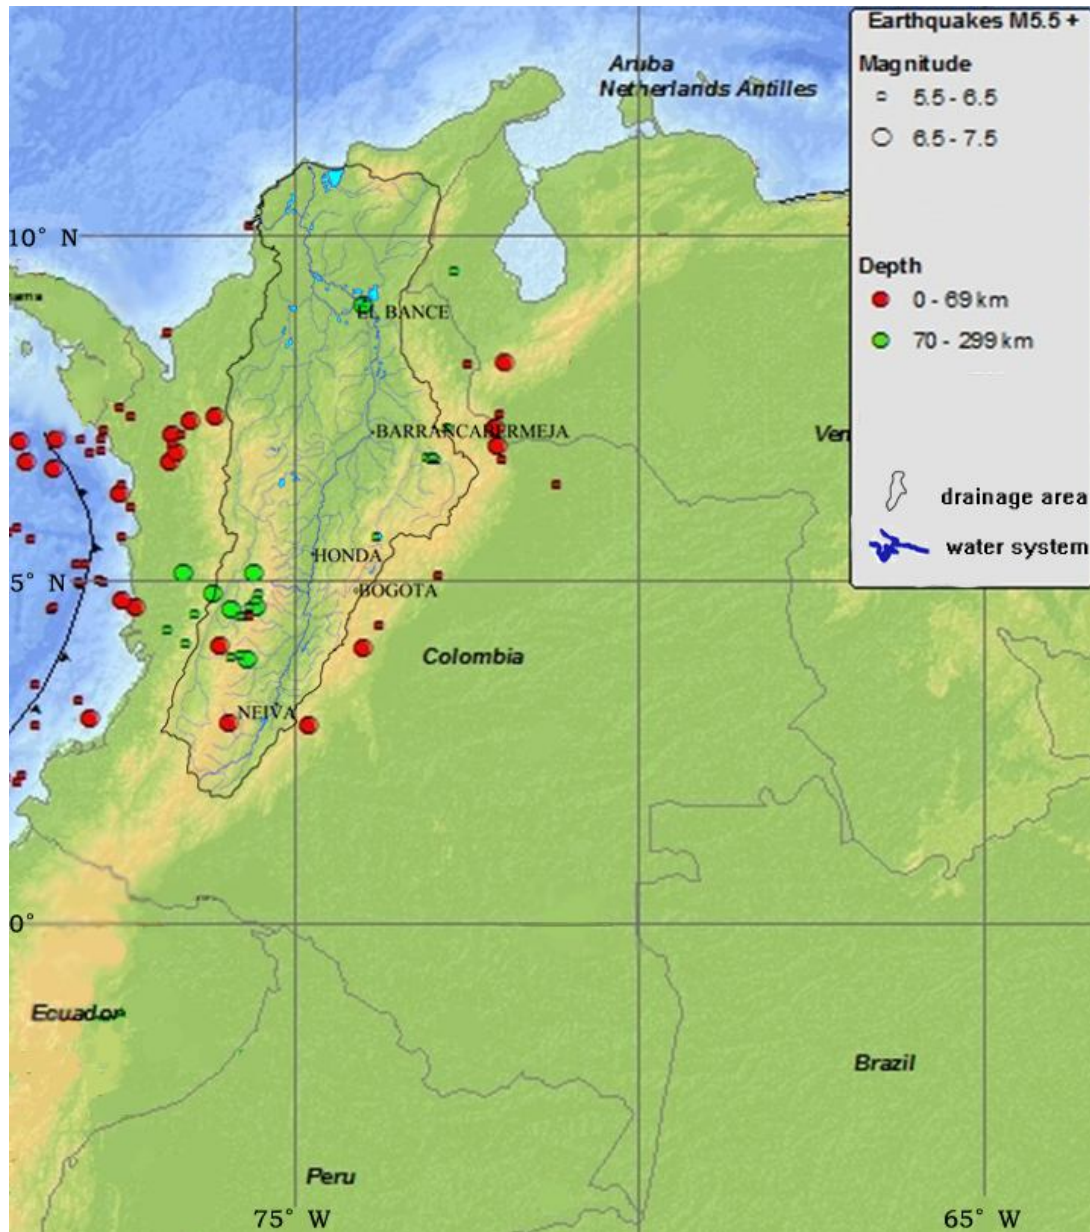 Earthquakes M5.5 +
Magnitude
5.5 - 6.5
6.5 - 7.5
Depth
0 - 69 km
70 - 299 km
drainage area
water system
Aruba
Netherlands Antilles
10° N
ama
EL BANCE
BARRANCABERMEJA
Ven
HONDA
5° N
BOGOTA
Colombia
NEIVA
0°
Ecuador
Brazil
Peru
75° W
65° W